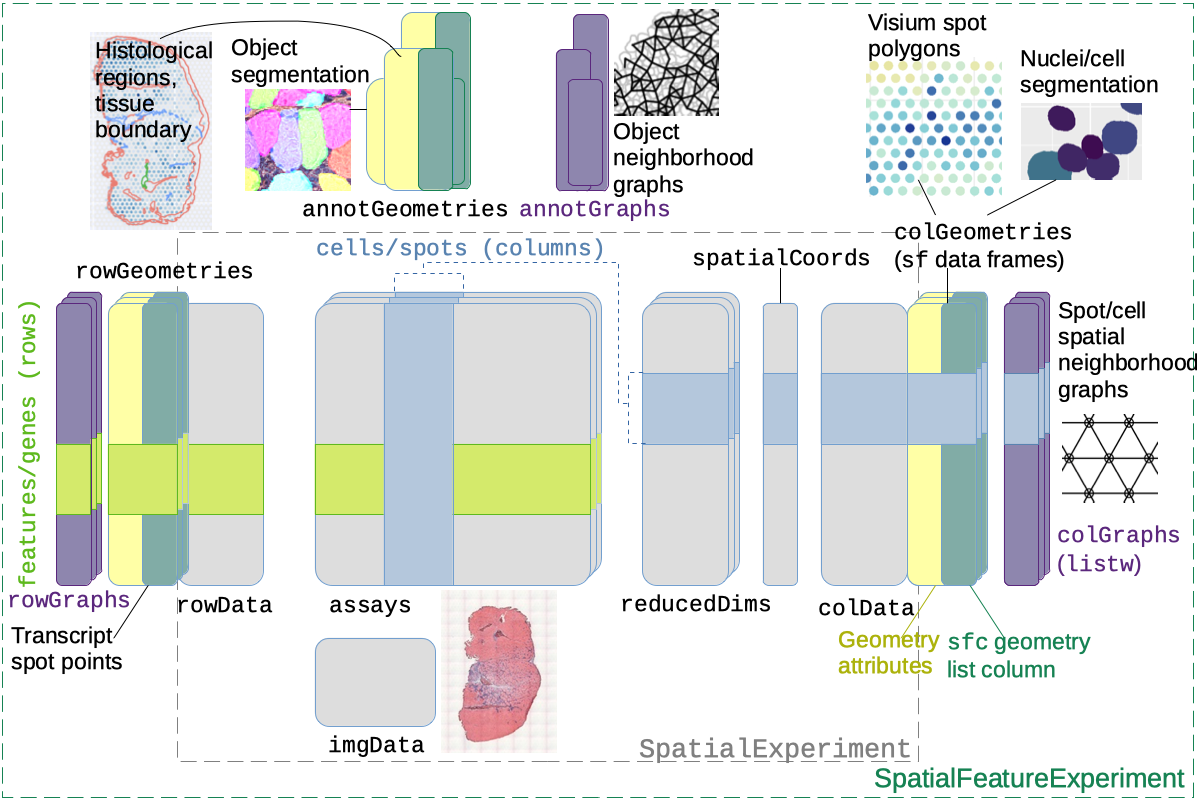 Histological
regions,
tissue
boundary
Object
segmentation
annotGeometries
Object
neighborhood
graphs
annotGraphs
Visium spot
polygons
Nuclei/cell
segmentation
colGeometries
(sf data frames)
cells/spots (columns)
spatialCoords
rowGeometries
features/genes (rows)
Spot/cell
spatial
neighborhood
graphs
colGraphs
(listw)
rowGraphs
Transcript
spot points
rowData
assays
reducedDims
colData
Geometry
attributes
sfc geometry
list column
imgData
SpatialExperiment
SpatialFeatureExperiment